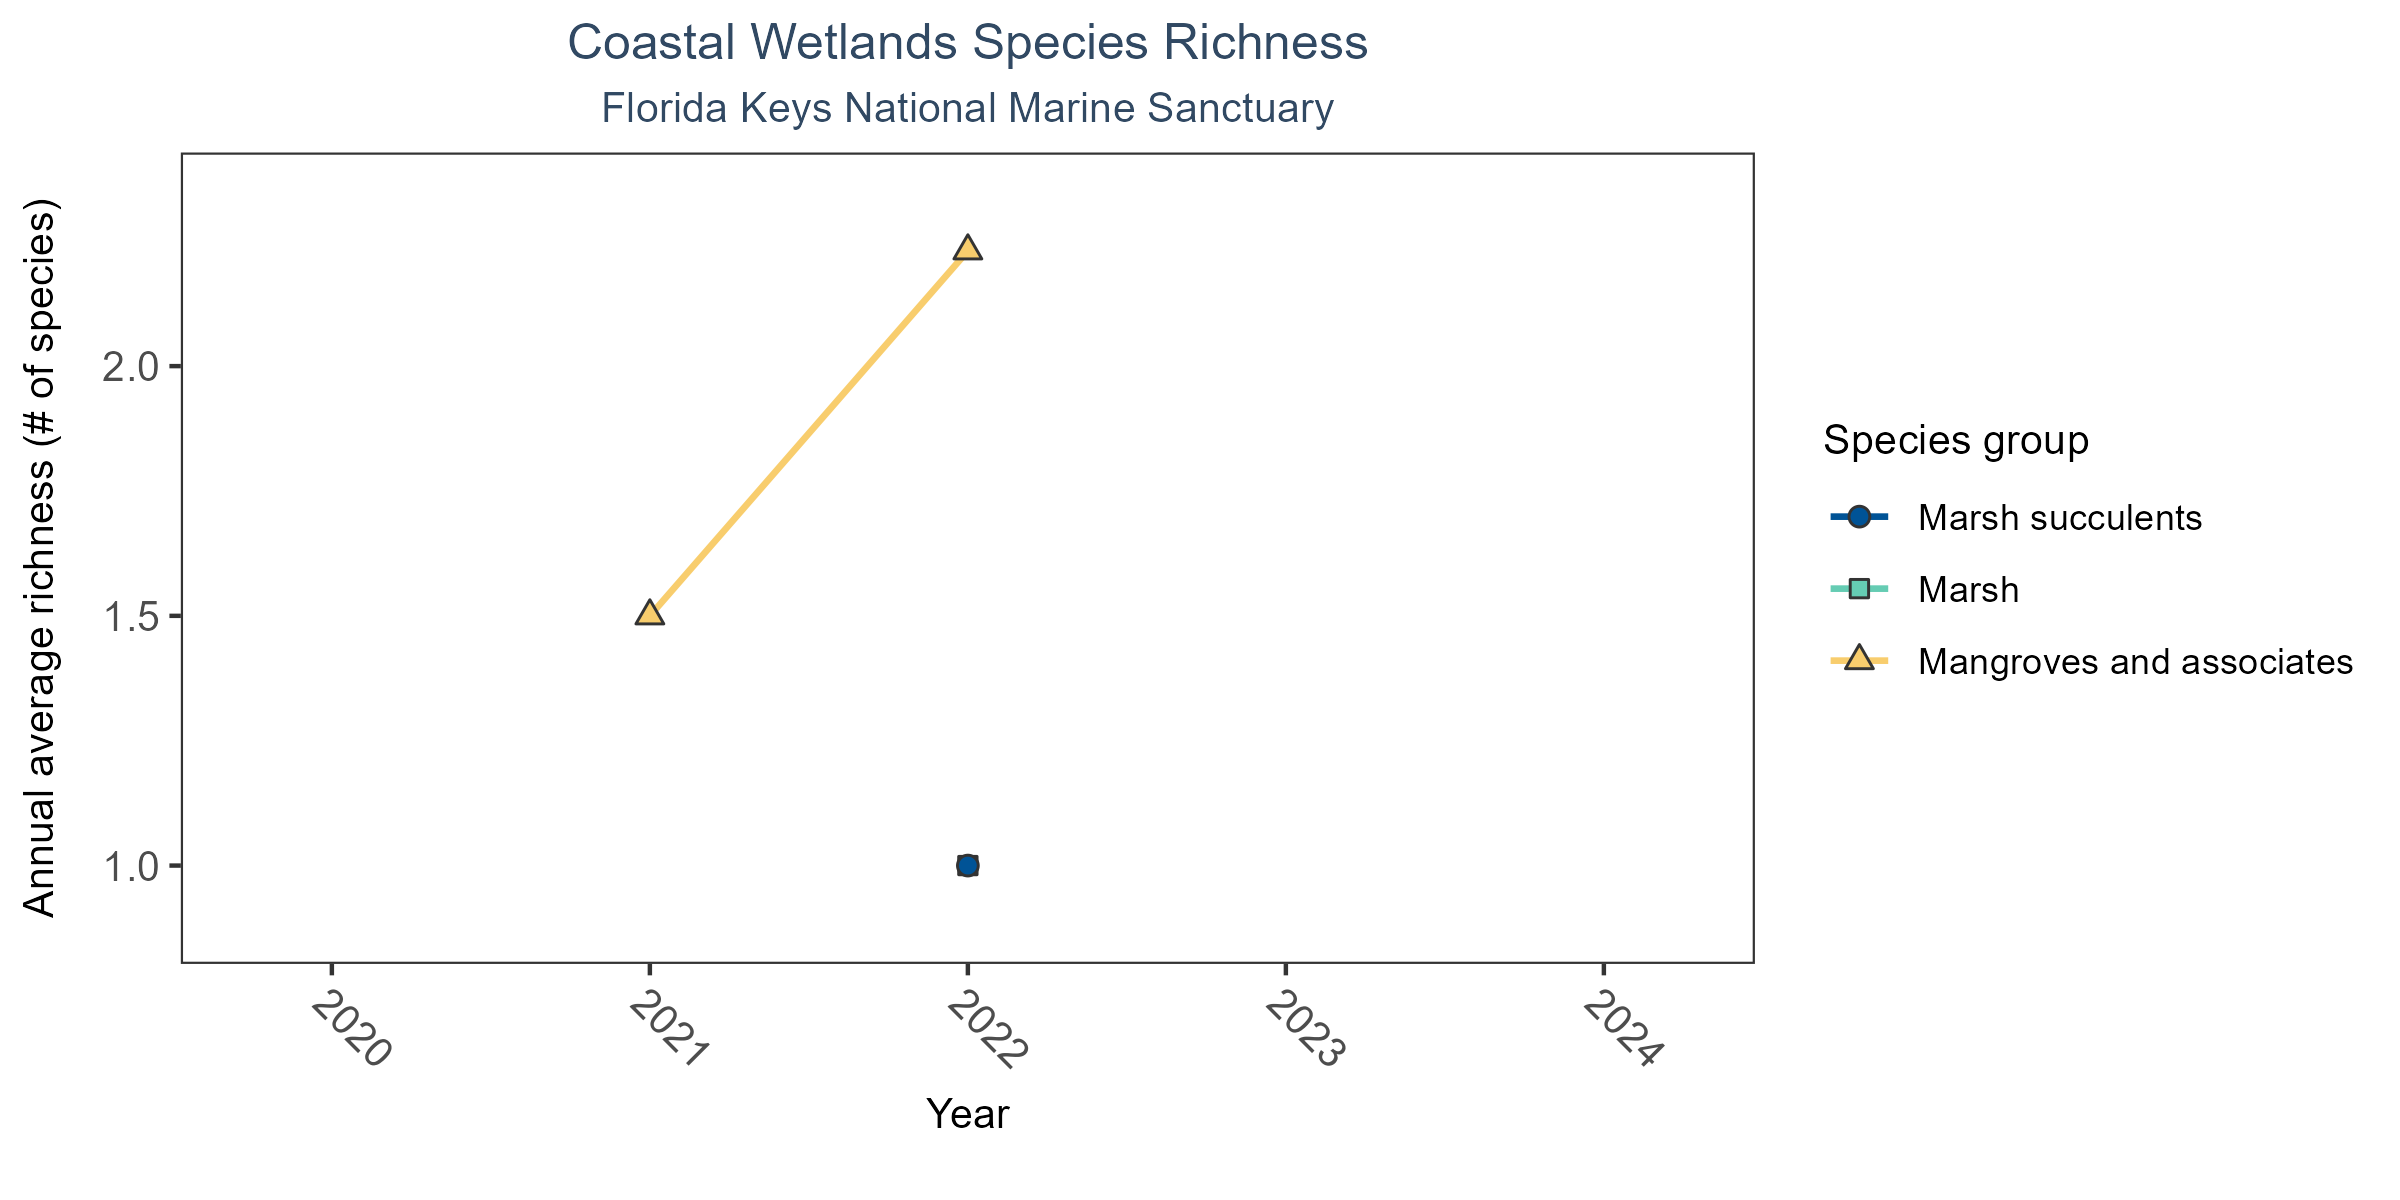 Coastal Wetlands Species Richness
Florida Keys National Marine Sanctuary
Annual average richness (# of species)
2.0
1.5
1.0
2020
2021
2022
2023
2024
Year
Species group
Marsh succulents
Marsh
Mangroves and associates